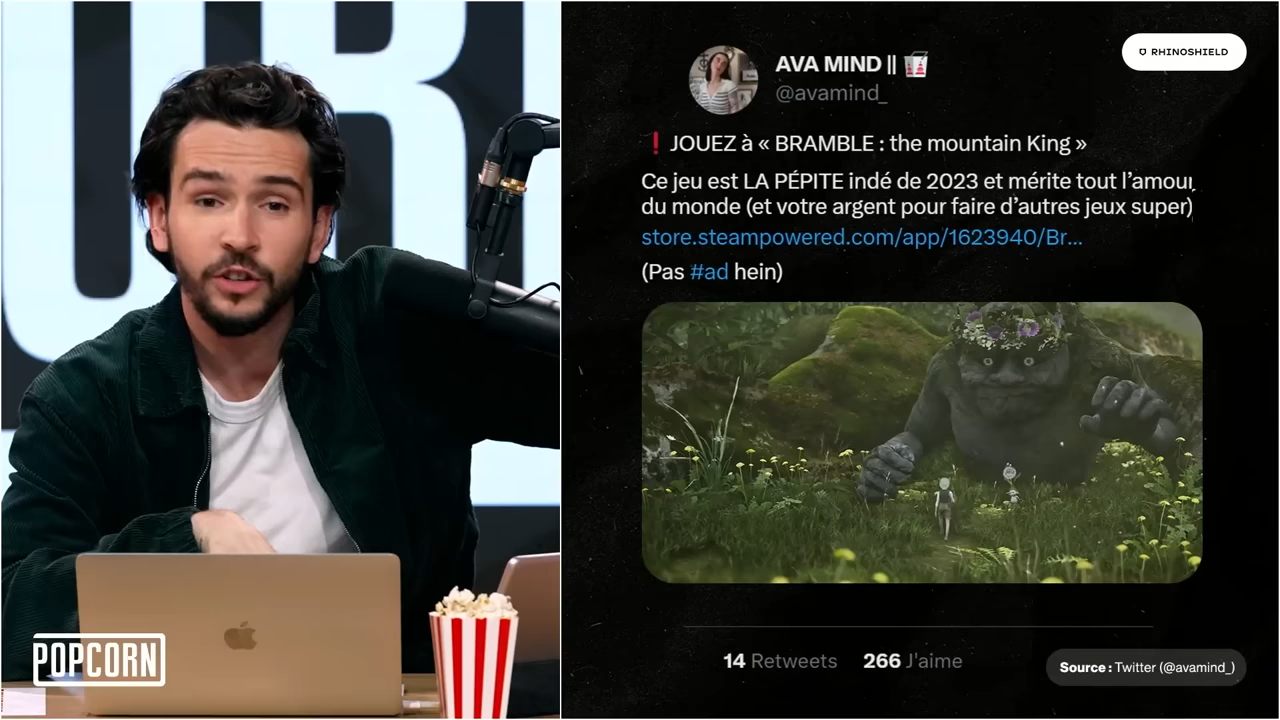 AVA MIND ||
@avamind_
RHINOSHIELD
❗ JOUEZ à « BRAMBLE : the mountain King »
Ce jeu est LA PÉPITE indé de 2023 et mérite tout l’amour
du monde (et votre argent pour faire d’autres jeux super)
store.steampowered.com/app/1623940/Br...
(Pas #ad hein)
14 Retweets 266 J'aime
Source : Twitter (@avamind_)
POPCORN